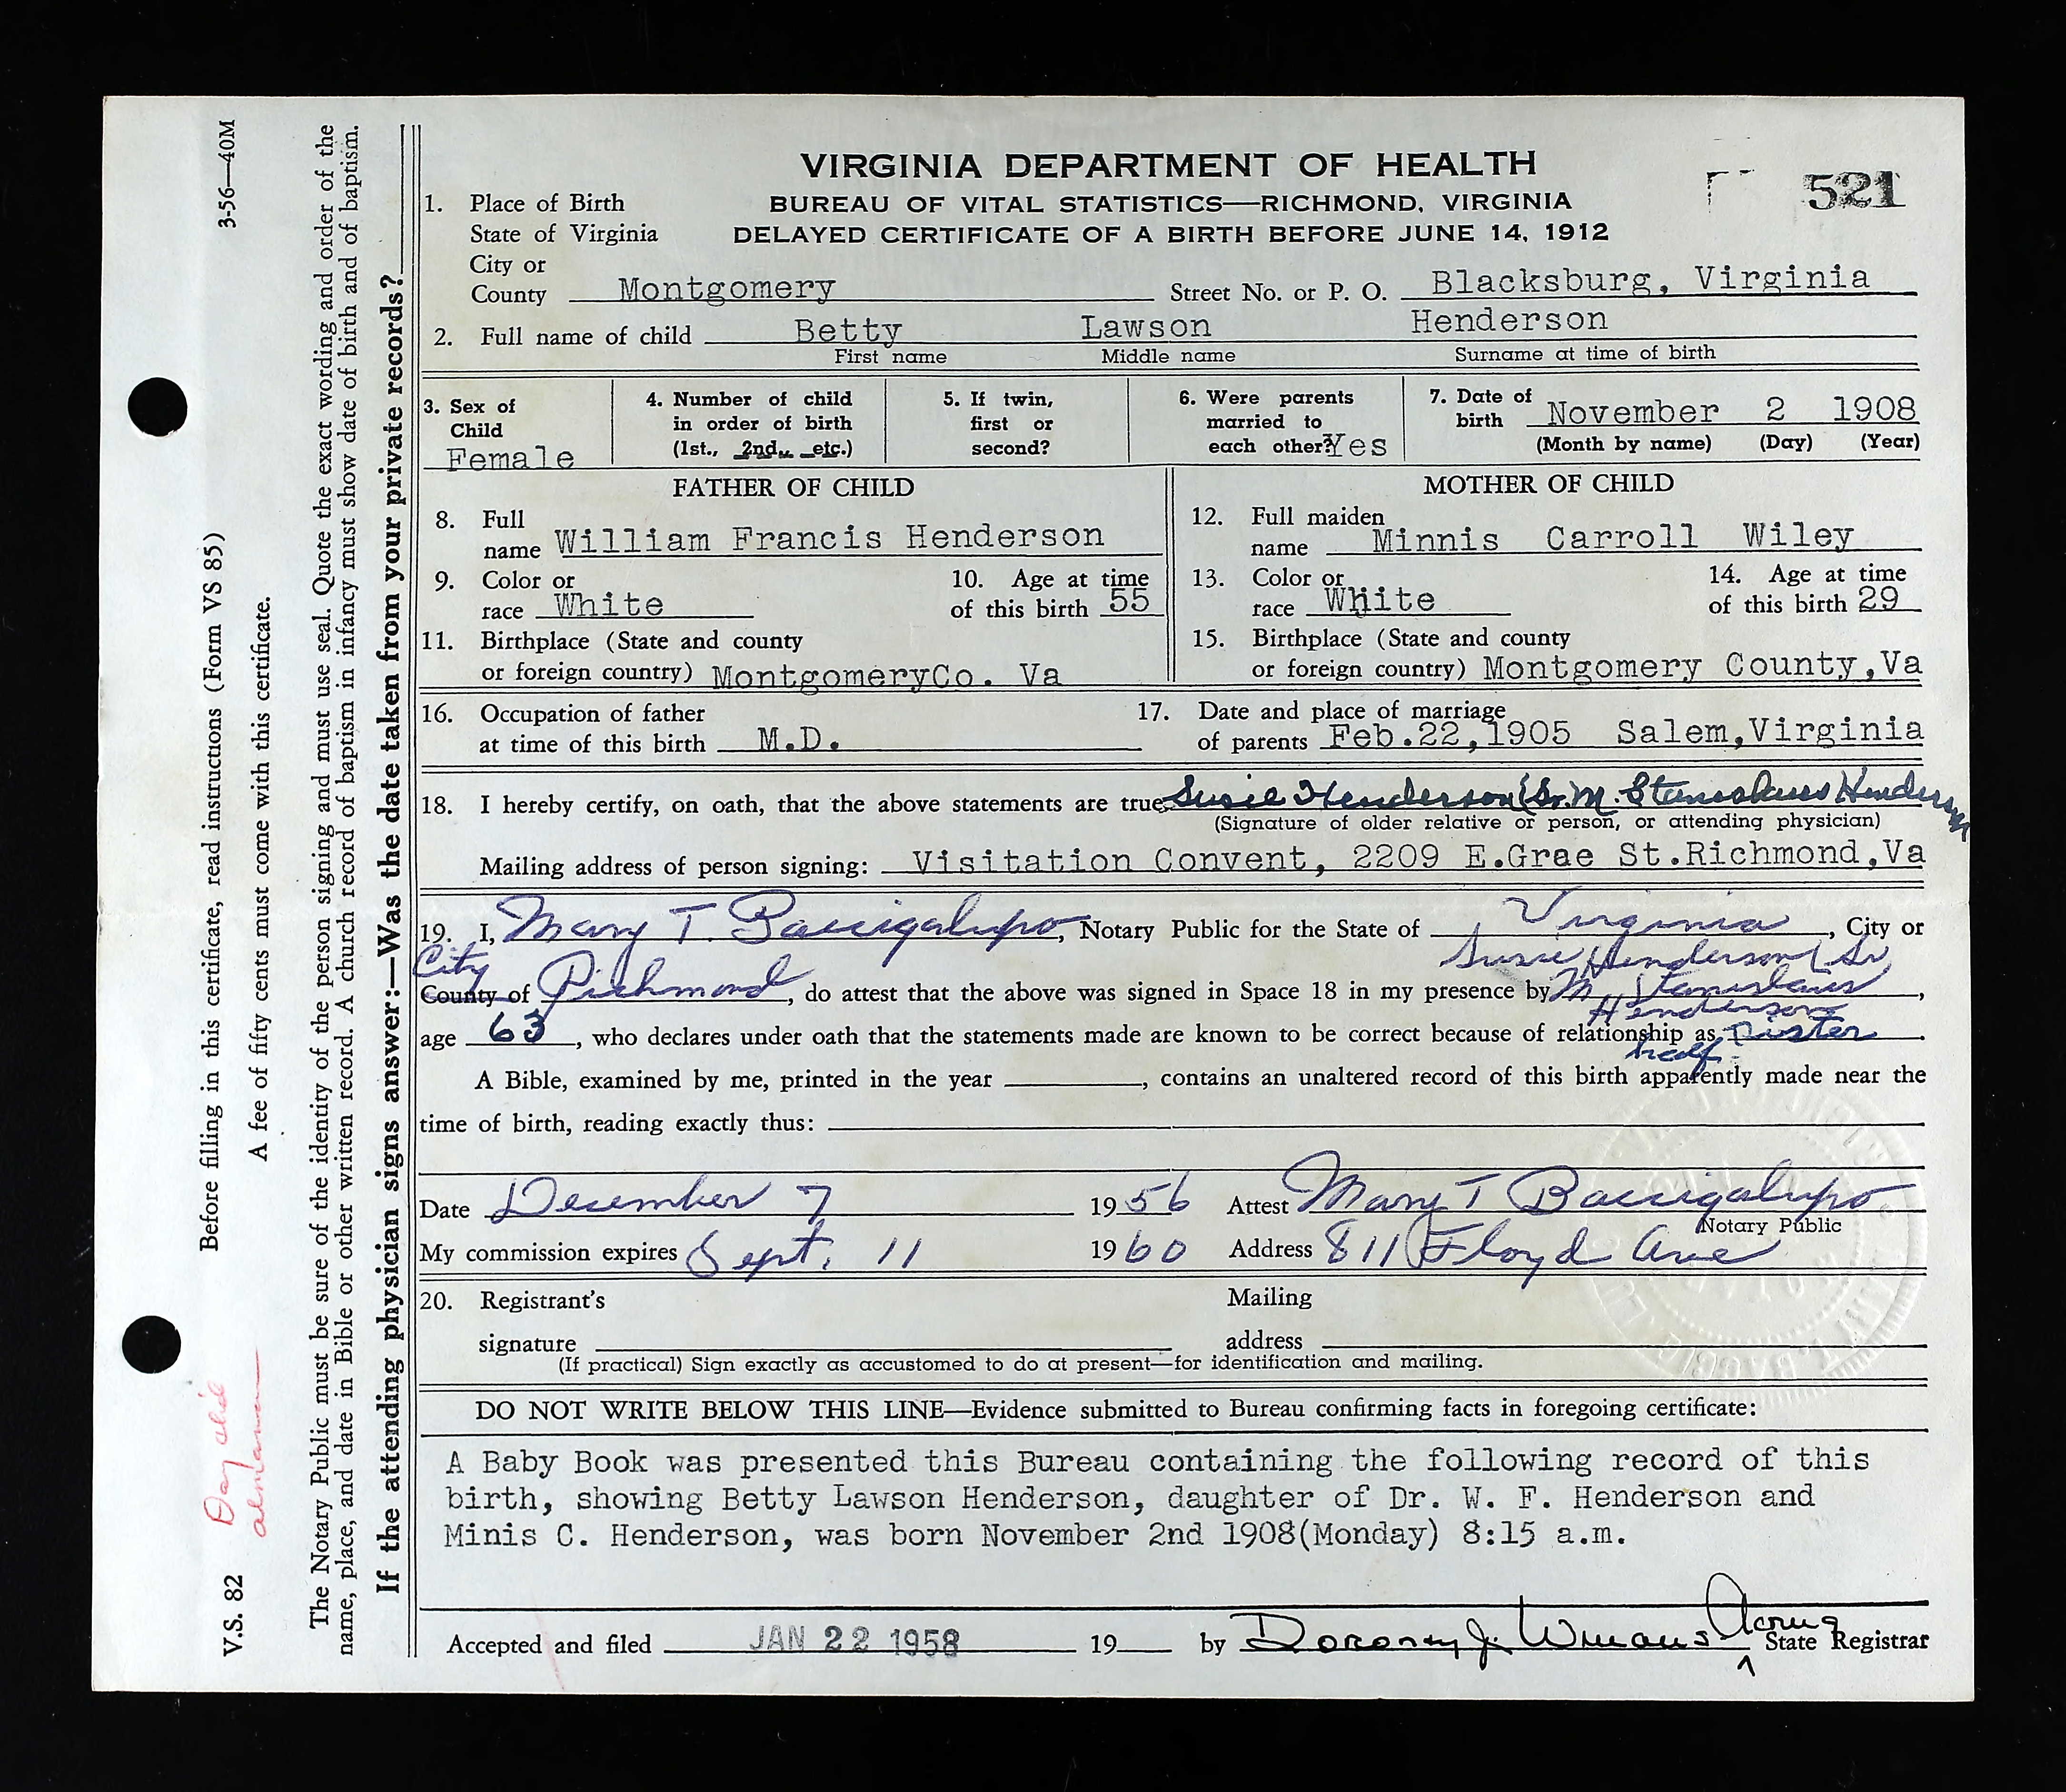 VIRGINIA DEPARTMENT OF HEALTH
BUREAU OF VITAL STATISTICS—RICHMOND, VIRGINIA
DELAYED CERTIFICATE OF A BIRTH BEFORE JUNE 14, 1912
521
1. Place of Birth
State of Virginia
City or
County Montgomery Street No. or P. O. Blacksburg, Virginia
2. Full name of child Betty Lawson Henderson
First name Middle name Surname at time of birth
3. Sex of Child Female
4. Number of child in order of birth (1st., 2nd., etc.)
5. If twin, first or second?
6. Were parents married to each other? Yes
7. Date of birth November 2 1908
(Month by name) (Day) (Year)
FATHER OF CHILD
8. Full name William Francis Henderson
9. Color or race White
10. Age at time of this birth 55
11. Birthplace (State and county
or foreign country) MontgomeryCo. Va
MOTHER OF CHILD
12. Full maiden name Minnis Carroll Wiley
13. Color or race White
14. Age at time of this birth 29
15. Birthplace (State and county
or foreign country) Montgomery County,Va
16. Occupation of father
at time of this birth M.D.
17. Date and place of marriage
of parents Feb.22,1905 Salem,Virginia
18. I hereby certify, on oath, that the above statements are true Susie Henderson (Sr. M. Stanislaus Henderson
(Signature of older relative or person, or attending physician)
Mailing address of person signing: Visitation Convent, 2209 E.Grae St.Richmond,Va
19. I, Mary T. Baccigalupo, Notary Public for the State of Virginia, City or
City
County of Richmond, do attest that the above was signed in Space 18 in my presence by Susie Henderson (Sr M. Stanislaus Henderson,
age 63, who declares under oath that the statements made are known to be correct because of relationship as half-sister.
A Bible, examined by me, printed in the year , contains an unaltered record of this birth apparently made near the
time of birth, reading exactly thus:
Date December 7 1956 Attest Mary T Baccigalupo
Notary Public
My commission expires Sept. 11 1960 Address 811 Floyd Ave
20. Registrant's signature
Mailing address
(If practical) Sign exactly as accustomed to do at present—for identification and mailing.
DO NOT WRITE BELOW THIS LINE—Evidence submitted to Bureau confirming facts in foregoing certificate:
A Baby Book was presented this Bureau containing the following record of this
birth, showing Betty Lawson Henderson, daughter of Dr. W. F. Henderson and
Minis C. Henderson, was born November 2nd 1908(Monday) 8:15 a.m.
Accepted and filed JAN 22 1958 19 by Dorothy J. Winans Acting State Registrar
V.S. 82
Before filling in this certificate, read instructions (Form VS 85)
3-56—40M
A fee of fifty cents must come with this certificate.
The Notary Public must be sure of the identity of the person signing and must use seal. Quote the exact wording and order of the
name, place, and date in Bible or other written record. A church record of baptism in infancy must show date of birth and of baptism.
If the attending physician signs answer:—Was the date taken from your private records?